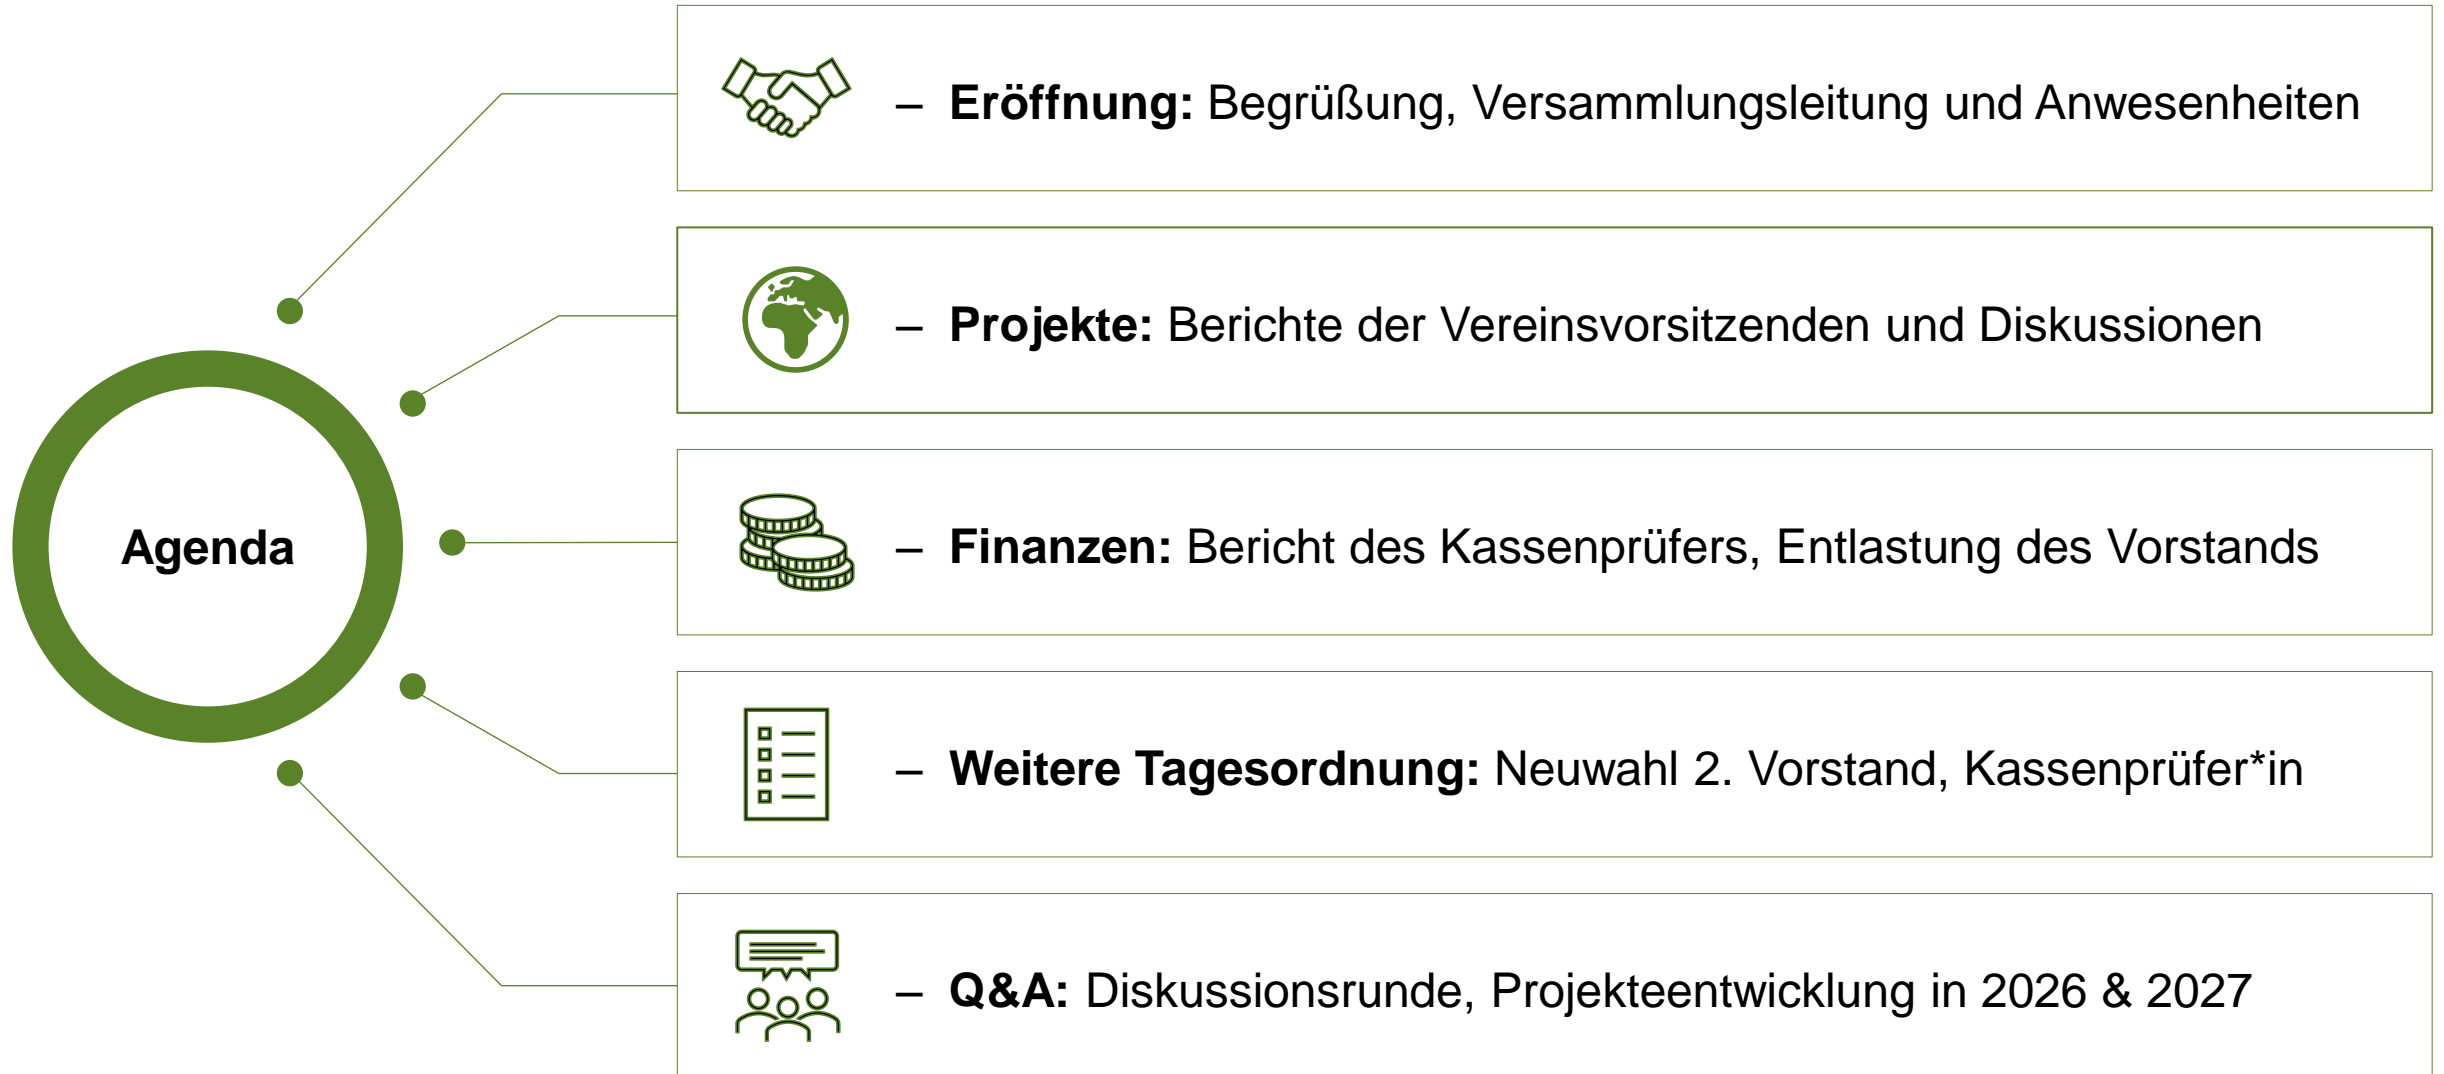 – Eröffnung: Begrüßung, Versammlungsleitung und Anwesenheiten
– Projekte: Berichte der Vereinsvorsitzenden und Diskussionen
Agenda
– Finanzen: Bericht des Kassenprüfers, Entlastung des Vorstands
– Weitere Tagesordnung: Neuwahl 2. Vorstand, Kassenprüfer*in
– Q&A: Diskussionsrunde, Projekteentwicklung in 2026 & 2027